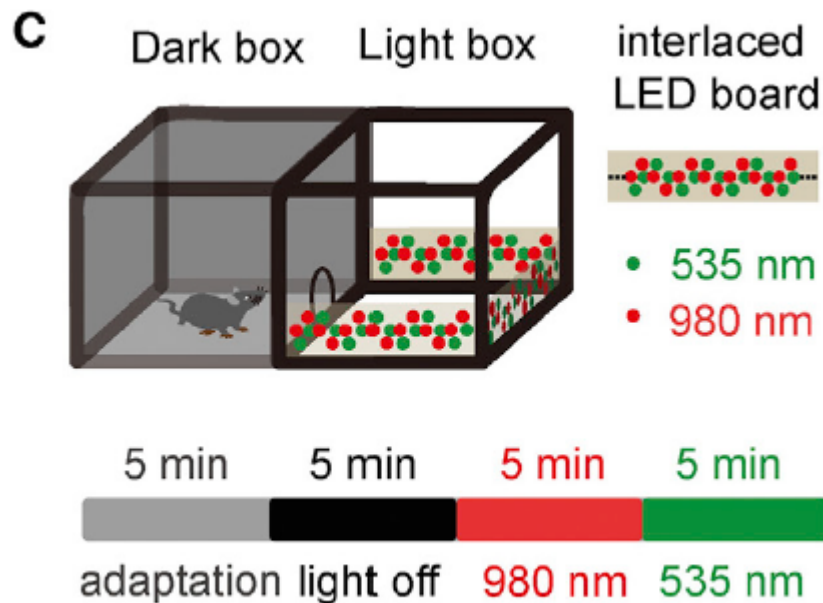 C
Dark box
Light box
interlaced
LED board
535 nm
980 nm
5 min
5 min
5 min
5 min
adaptation
light off
980 nm
535 nm